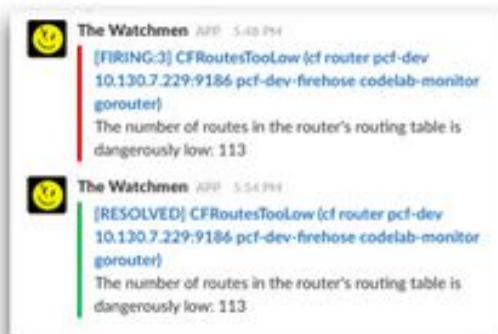 The Watchmen APP 5:48 PM
[FIRING:3] CFRoutesTooLow (cf router pcf-dev
10.130.7.229:9186 pcf-dev-firehose codelab-monitor
gorouter)
The number of routes in the router's routing table is
dangerously low: 113
The Watchmen APP 5:54 PM
[RESOLVED] CFRoutesTooLow (cf router pcf-dev
10.130.7.229:9186 pcf-dev-firehose codelab-monitor
gorouter)
The number of routes in the router's routing table is
dangerously low: 113